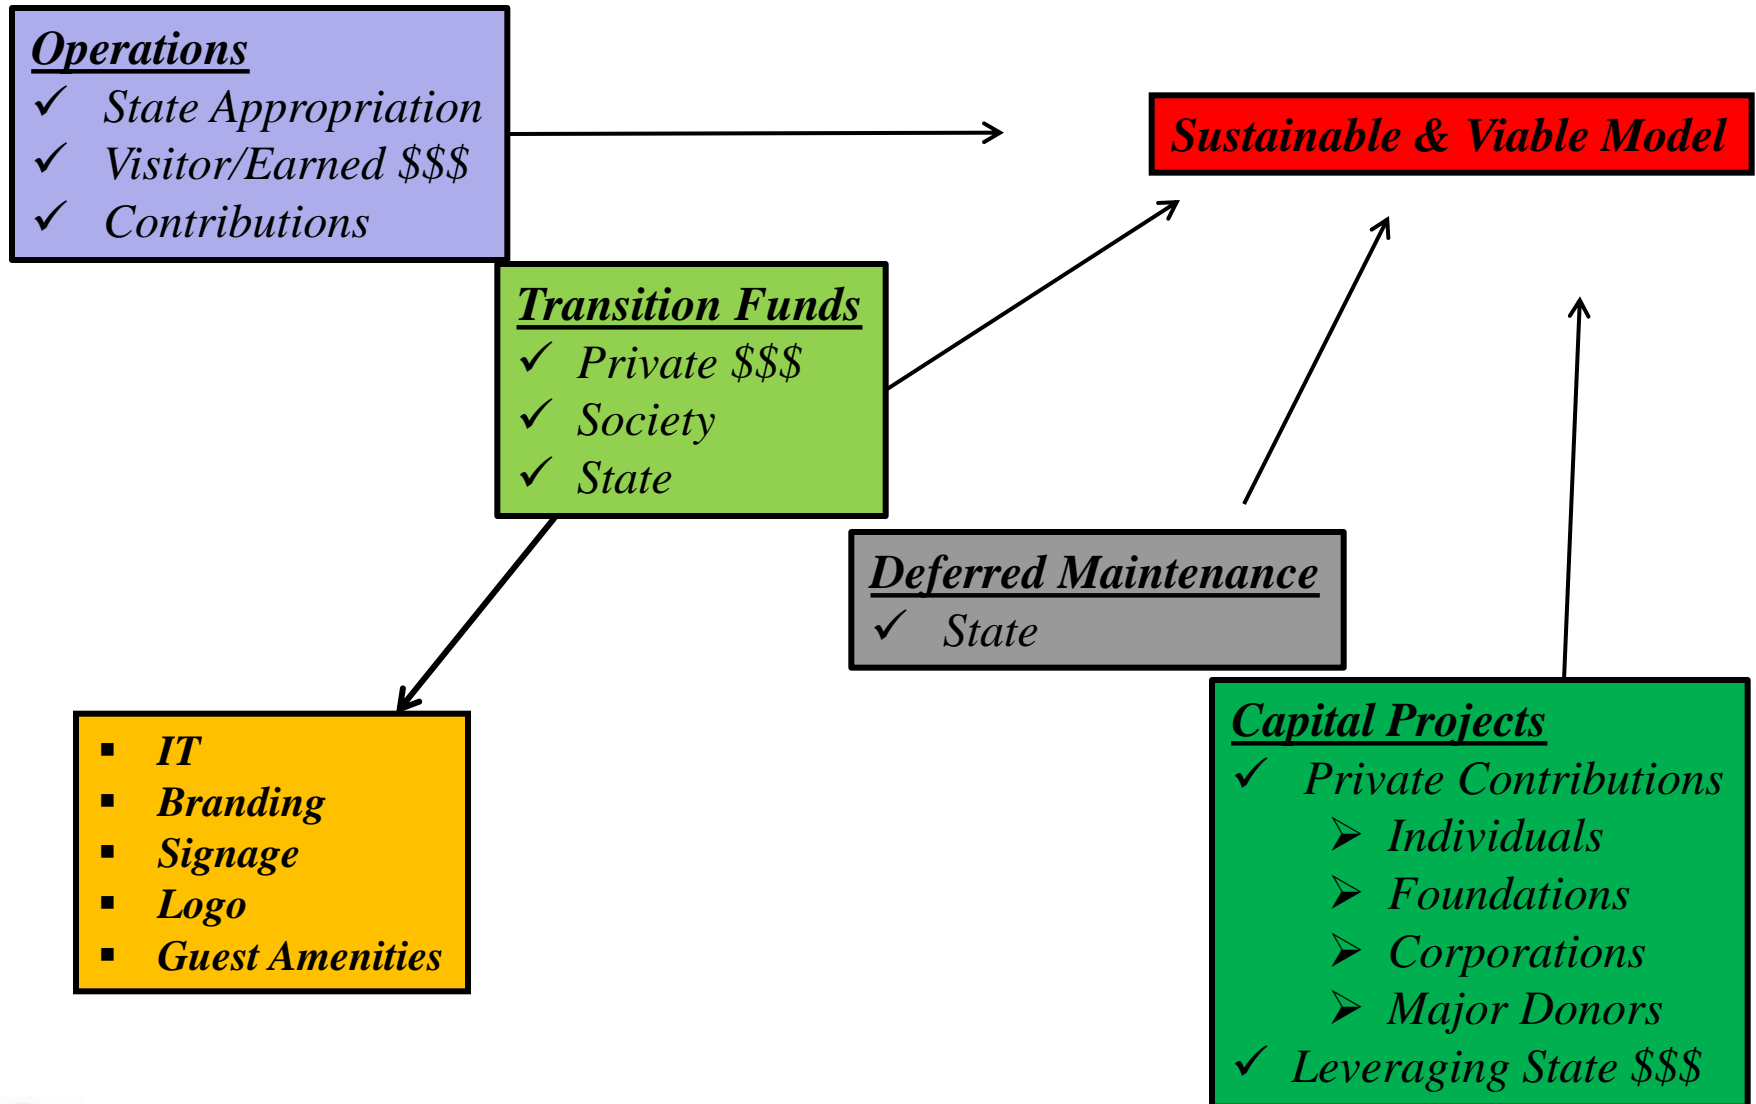 Operations
✓ State Appropriation
✓ Visitor/Earned $$$
✓ Contributions
Sustainable & Viable Model
Transition Funds
✓ Private $$$
✓ Society
✓ State
Deferred Maintenance
✓ State
▪ IT
▪ Branding
▪ Signage
▪ Logo
▪ Guest Amenities
Capital Projects
✓ Private Contributions
➢ Individuals
➢ Foundations
➢ Corporations
➢ Major Donors
✓ Leveraging State $$$